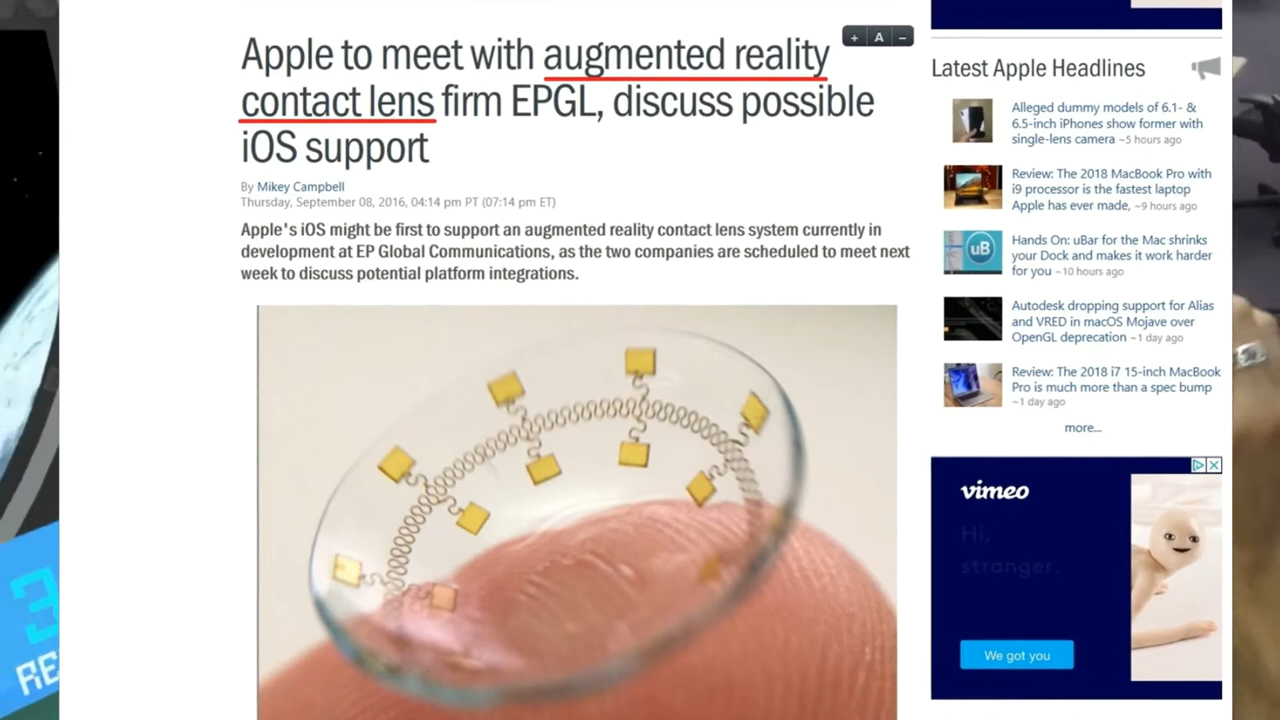 Apple to meet with augmented reality
contact lens firm EPGL, discuss possible
iOS support
+ A −
By Mikey Campbell
Thursday, September 08, 2016, 04:14 pm PT (07:14 pm ET)
Apple's iOS might be first to support an augmented reality contact lens system currently in
development at EP Global Communications, as the two companies are scheduled to meet next
week to discuss potential platform integrations.
Latest Apple Headlines
Alleged dummy models of 6.1- &
6.5-inch iPhones show former with
single-lens camera ~5 hours ago
Review: The 2018 MacBook Pro with
i9 processor is the fastest laptop
Apple has ever made, ~9 hours ago
uB
Hands On: uBar for the Mac shrinks
your Dock and makes it work harder
for you ~10 hours ago
Autodesk dropping support for Alias
and VRED in macOS Mojave over
OpenGL deprecation ~1 day ago
Review: The 2018 i7 15-inch MacBook
Pro is much more than a spec bump
~1 day ago
more...
vimeo
Hi,
stranger.
We got you
3
RE